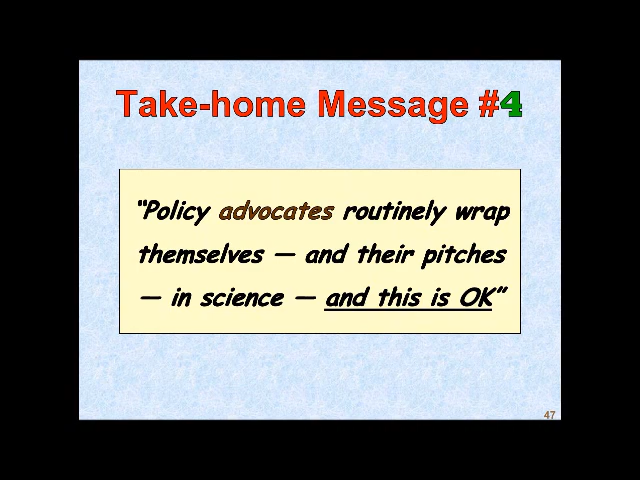 Take-home Message #4
"Policy advocates routinely wrap
themselves — and their pitches
— in science — and this is OK"
47